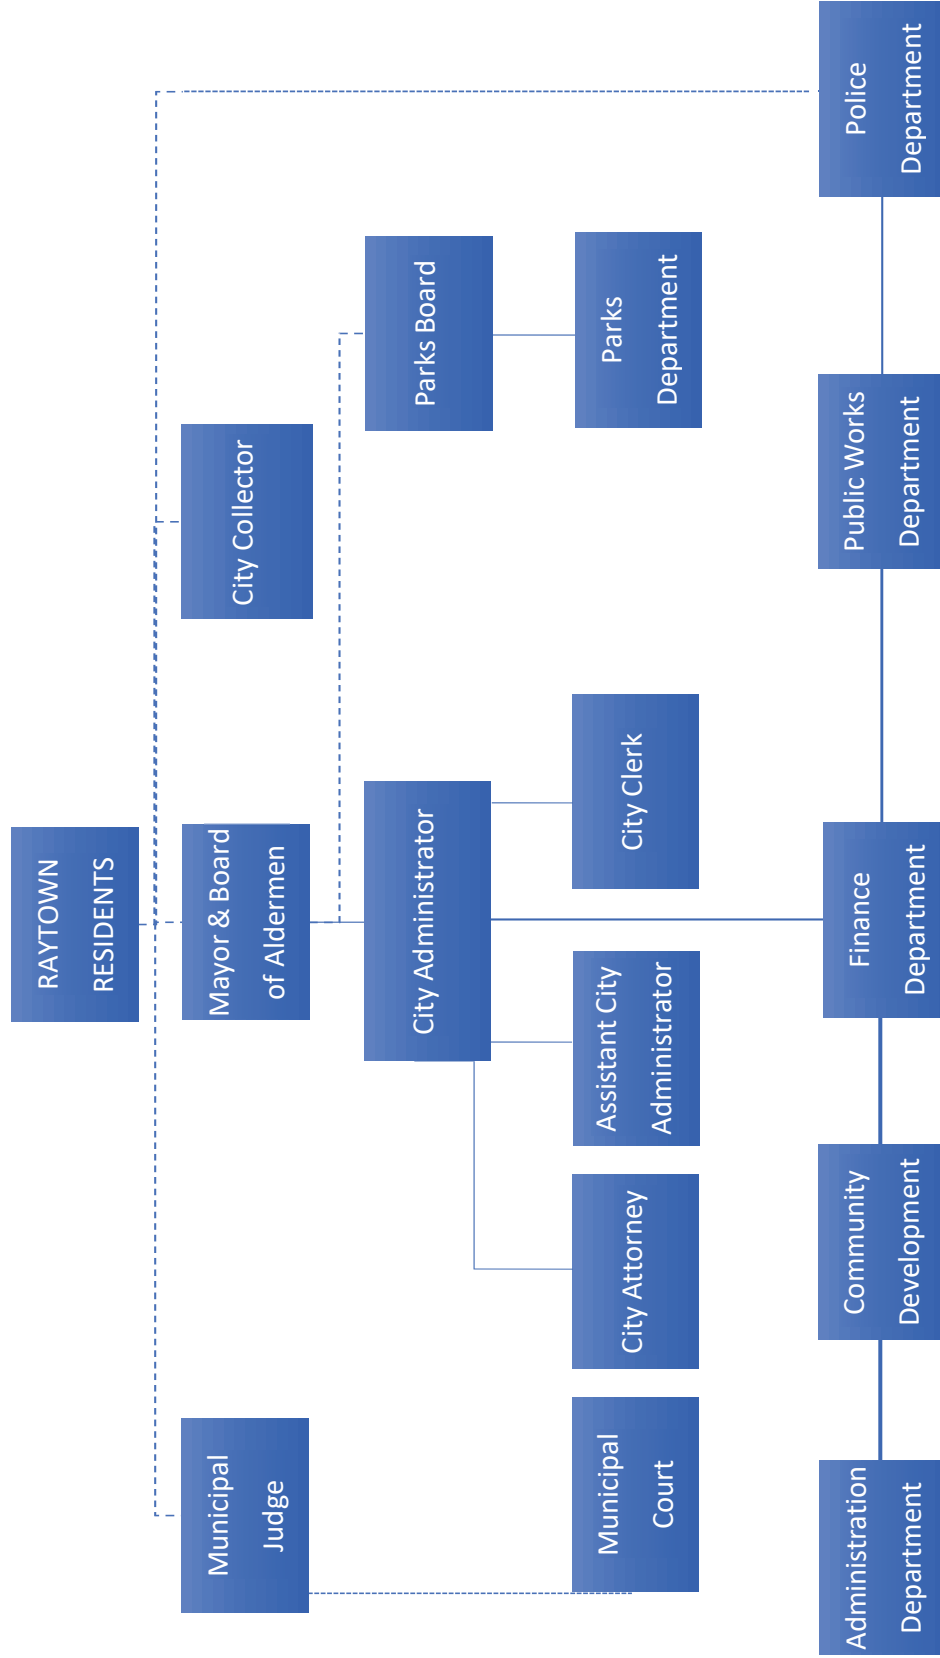 RAYTOWN
RESIDENTS
Municipal
Judge
Mayor & Board
of Aldermen
City Collector
City Administrator
Parks Board
Municipal
Court
City Attorney
Assistant City
Administrator
City Clerk
Parks
Department
Administration
Department
Community
Development
Finance
Department
Public Works
Department
Police
Department